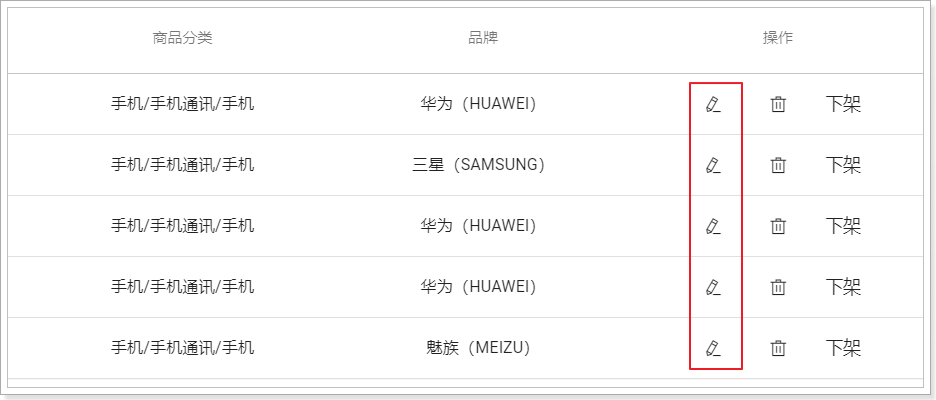 商品分类 品牌 操作
手机/手机通讯/手机 华为（HUAWEI） 下架
手机/手机通讯/手机 三星（SAMSUNG） 下架
手机/手机通讯/手机 华为（HUAWEI） 下架
手机/手机通讯/手机 华为（HUAWEI） 下架
手机/手机通讯/手机 魅族（MEIZU） 下架